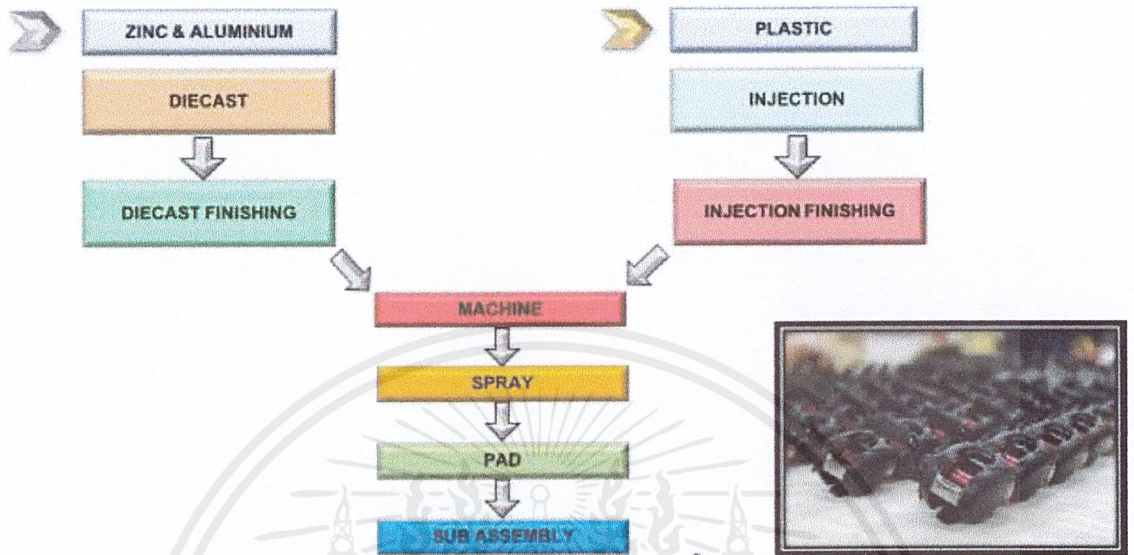 ZINC & ALUMINIUM
PLASTIC
DIECAST
INJECTION
DIECAST FINISHING
INJECTION FINISHING
MACHINE
SPRAY
PAD
SUB ASSEMBLY